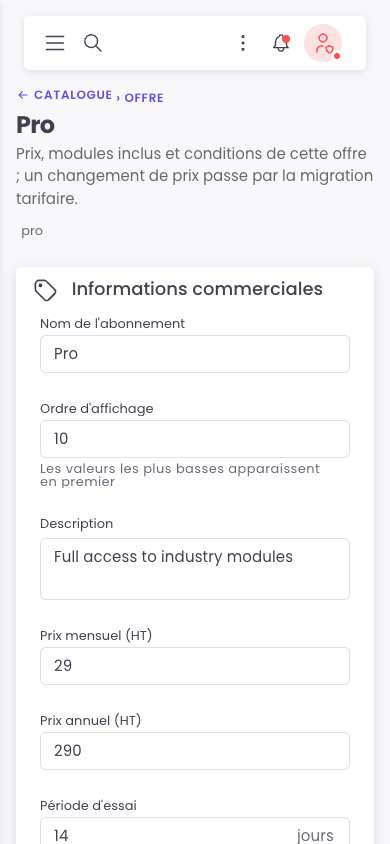 ← CATALOGUE › OFFRE
Pro
Prix, modules inclus et conditions de cette offre
; un changement de prix passe par la migration
tarifaire.
pro
Informations commerciales
Nom de l'abonnement
Pro
Ordre d'affichage
10
Les valeurs les plus basses apparaissent
en premier
Description
Full access to industry modules
Prix mensuel (HT)
29
Prix annuel (HT)
290
Période d'essai
14 jours